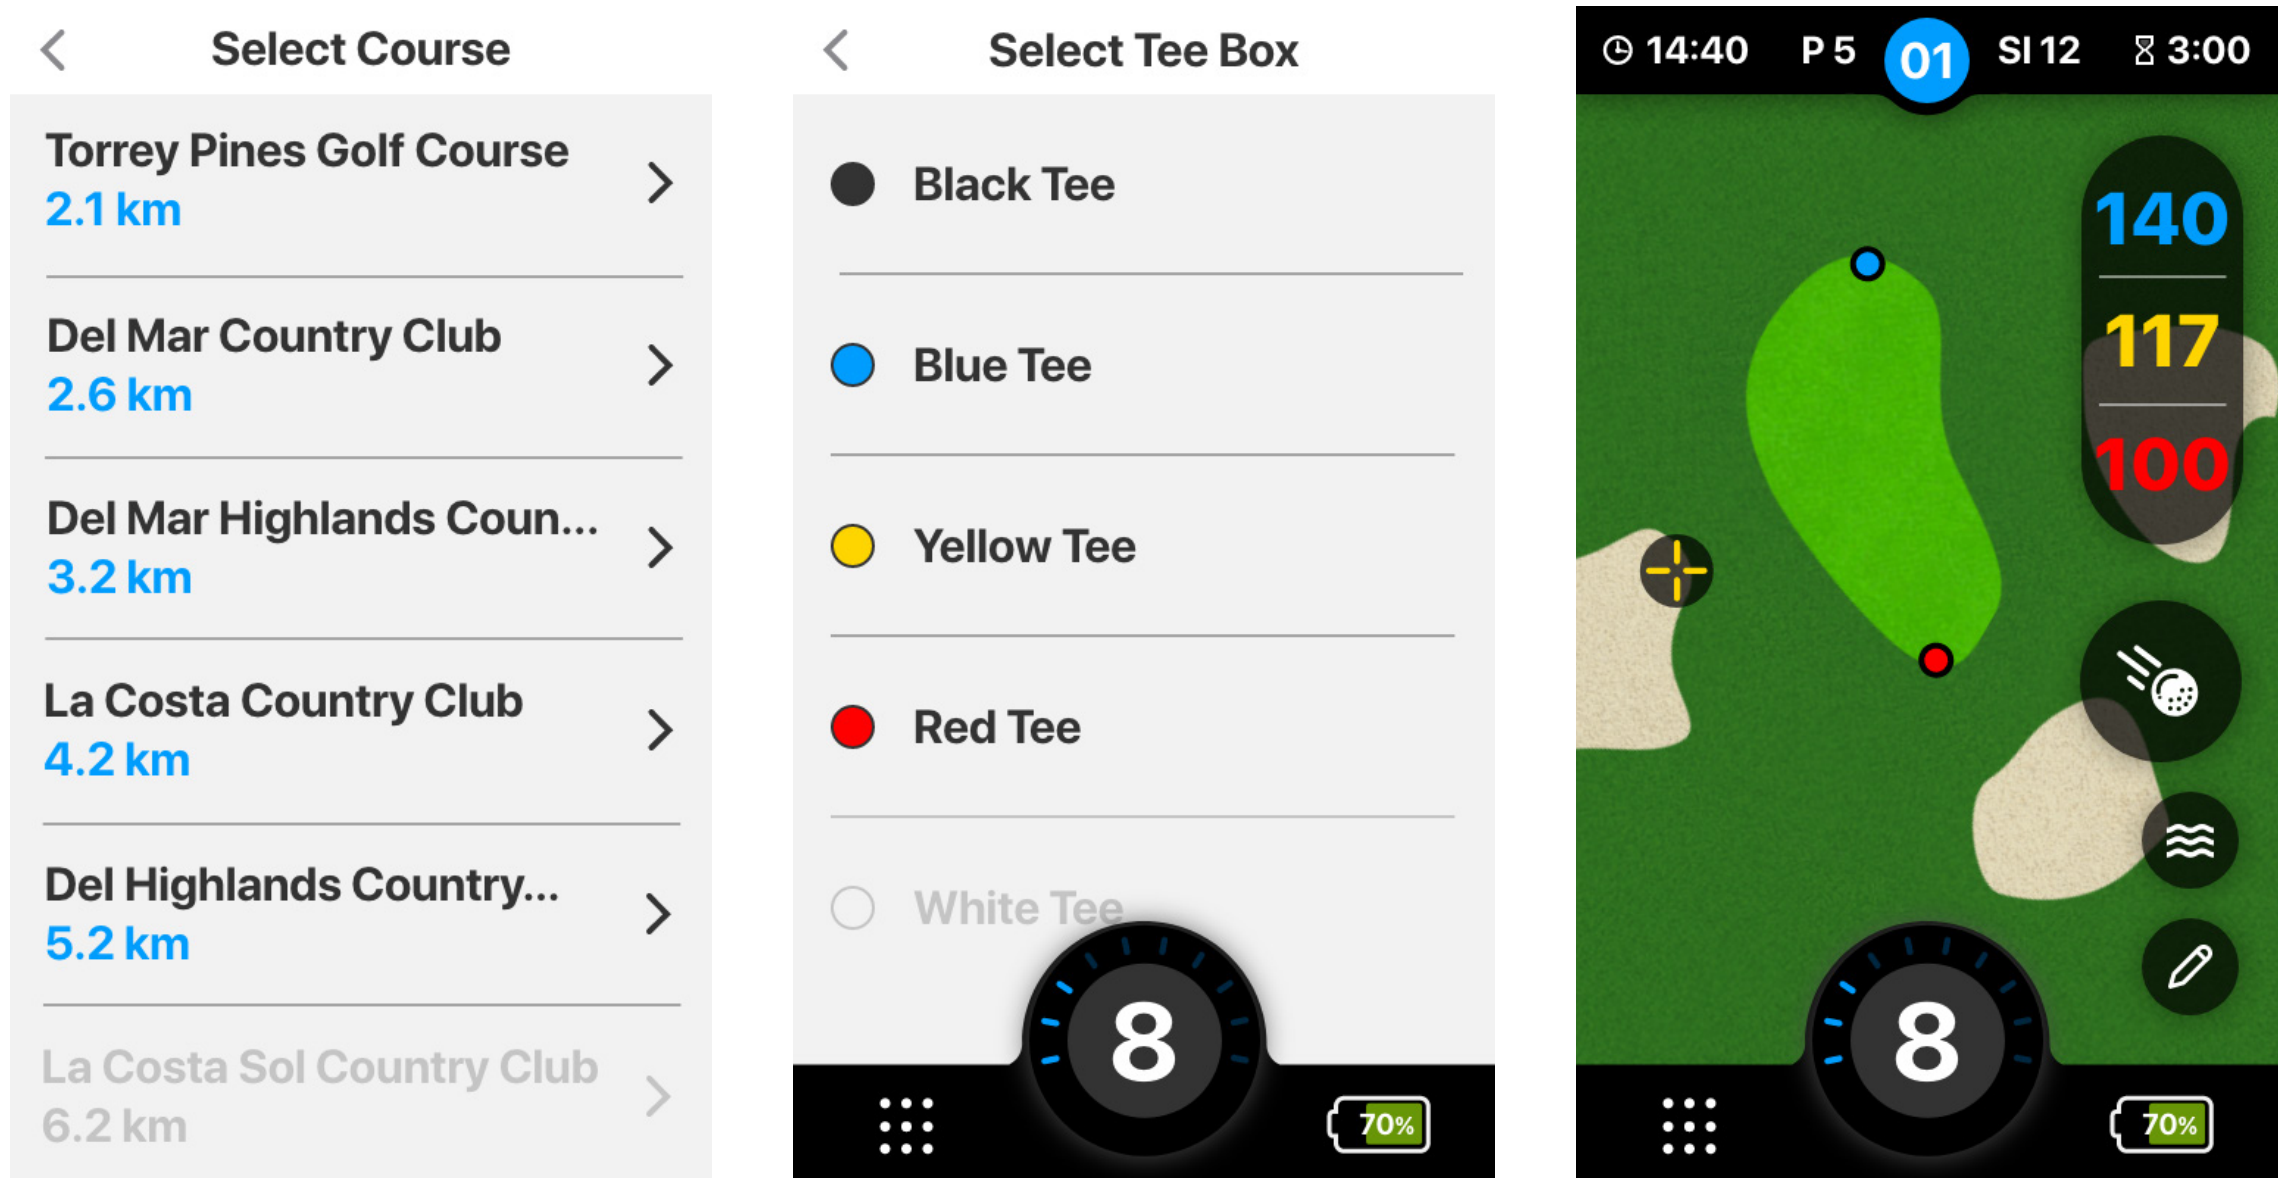 Select Course
Torrey Pines Golf Course
2.1 km
Del Mar Country Club
2.6 km
Del Mar Highlands Coun...
3.2 km
La Costa Country Club
4.2 km
Del Highlands Country...
5.2 km
La Costa Sol Country Club
6.2 km
Select Tee Box
Black Tee
Blue Tee
Yellow Tee
Red Tee
White Tee
8
70%
14:40 P 5 01 SI 12 3:00
140
117
100
8
70%